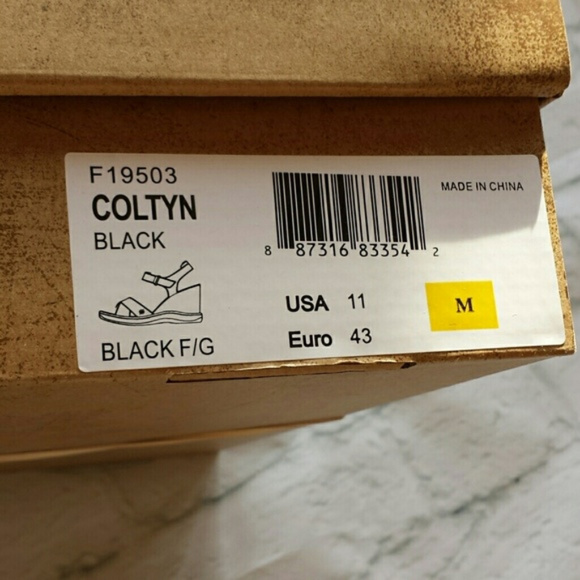 F19503
COLTYN
BLACK
BLACK F/G
8 87316 83354 2
MADE IN CHINA
USA 11
Euro 43
M